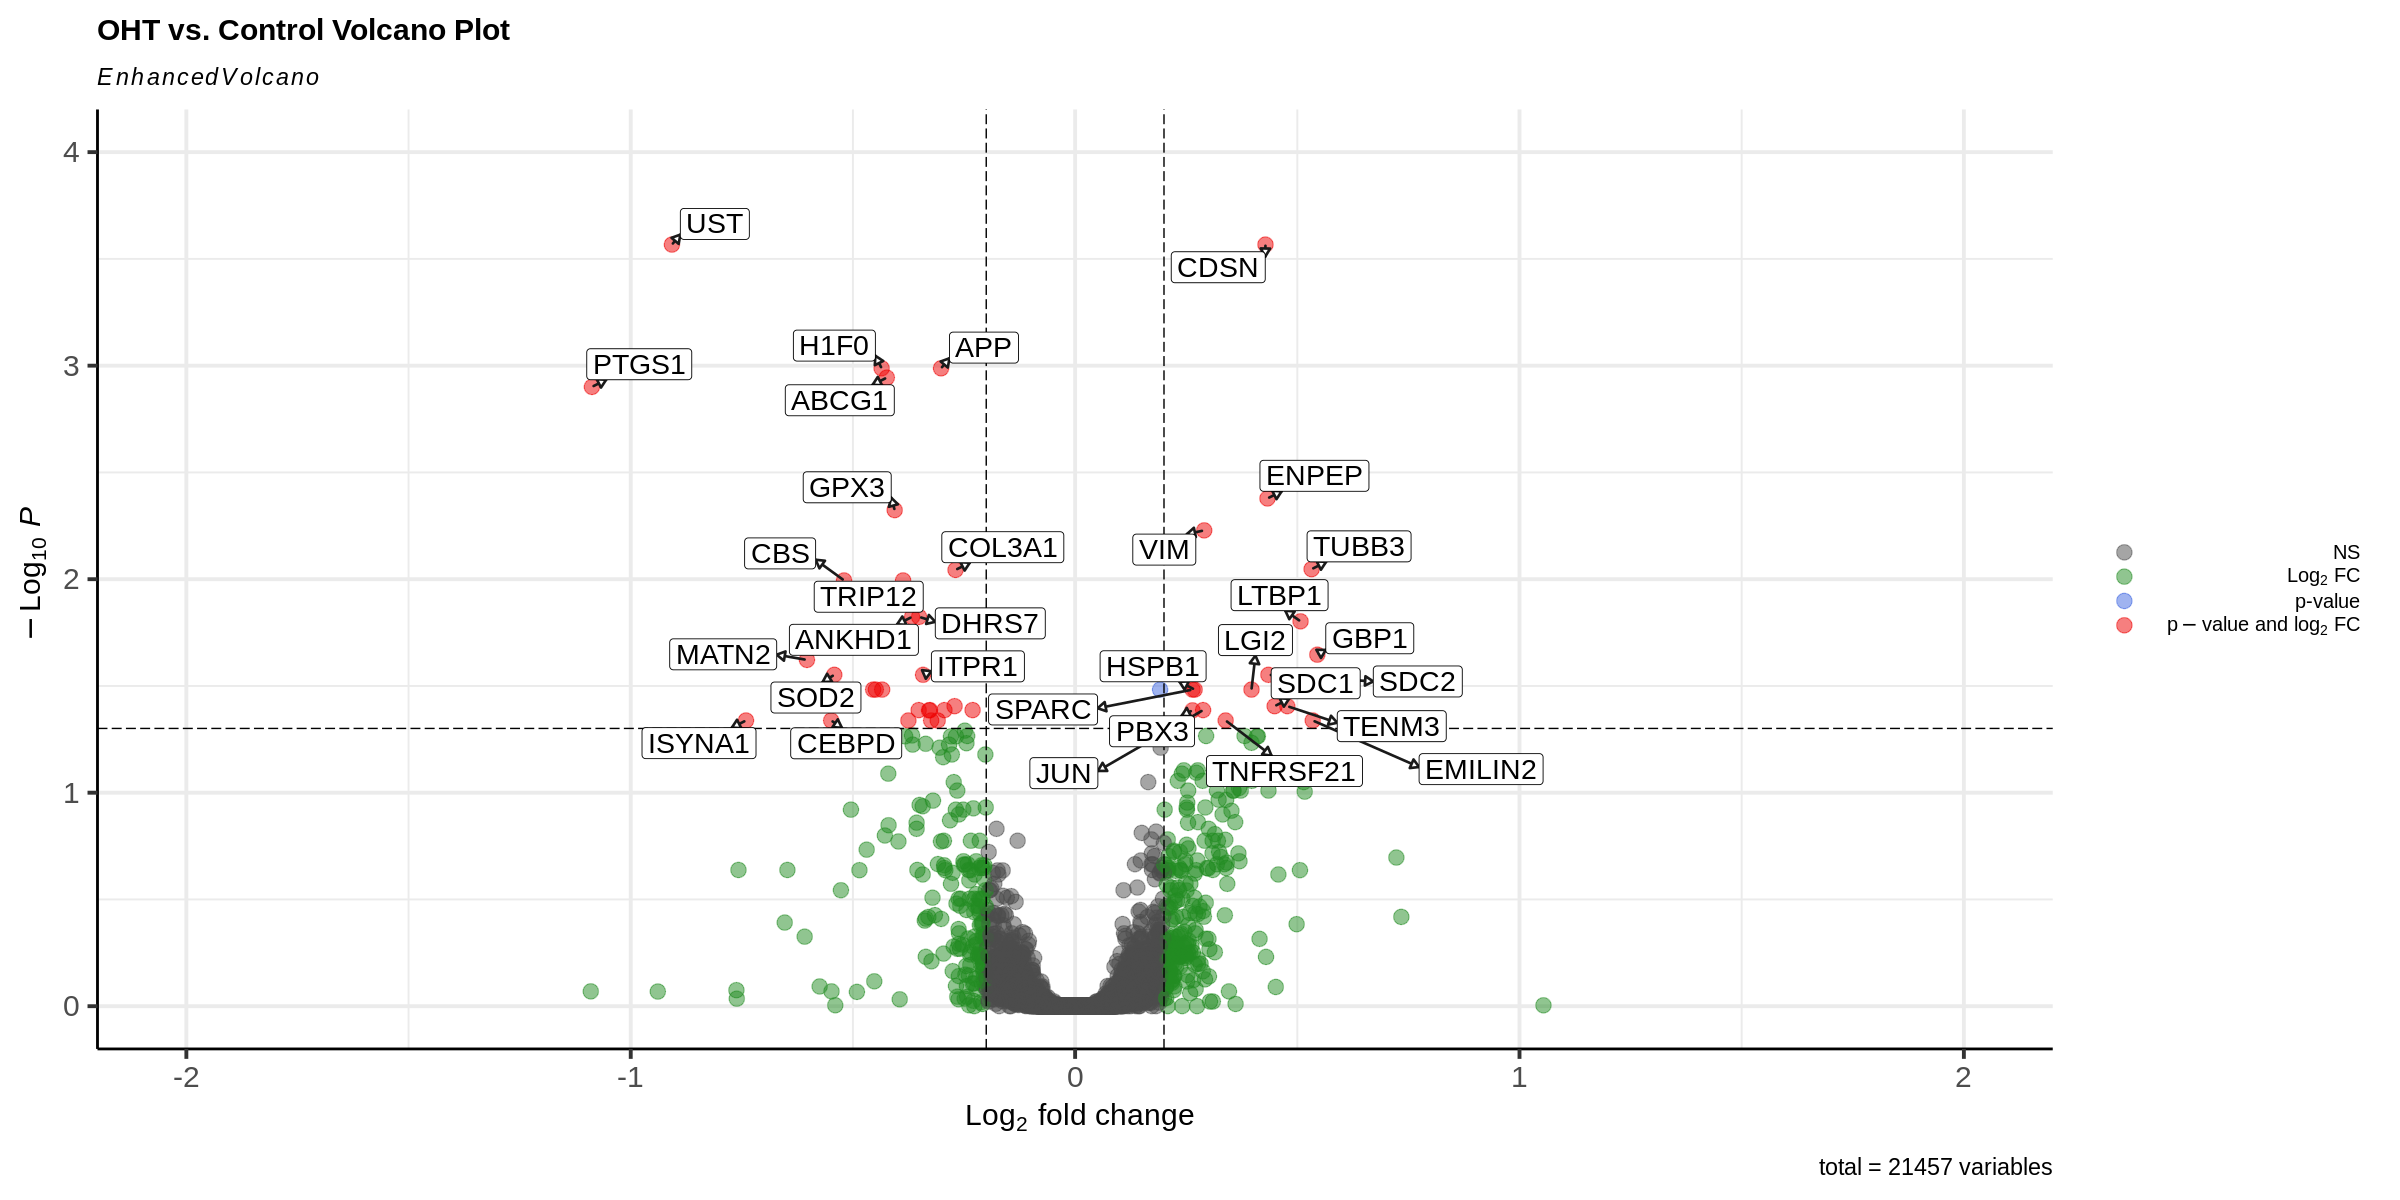 OHT vs. Control Volcano Plot
EnhancedVolcano
− Log10 P
4
3
2
1
0
UST
CDSN
H1F0
APP
PTGS1
ABCG1
ENPEP
GPX3
CBS
COL3A1
VIM
TUBB3
TRIP12
LTBP1
DHRS7
ANKHD1
LGI2
GBP1
MATN2
ITPR1
HSPB1
SOD2
SDC1
SDC2
SPARC
PBX3
TENM3
ISYNA1
CEBPD
JUN
TNFRSF21
EMILIN2
-2
-1
0
1
2
Log2 fold change
NS
Log2 FC
p-value
p − value and log2 FC
total = 21457 variables